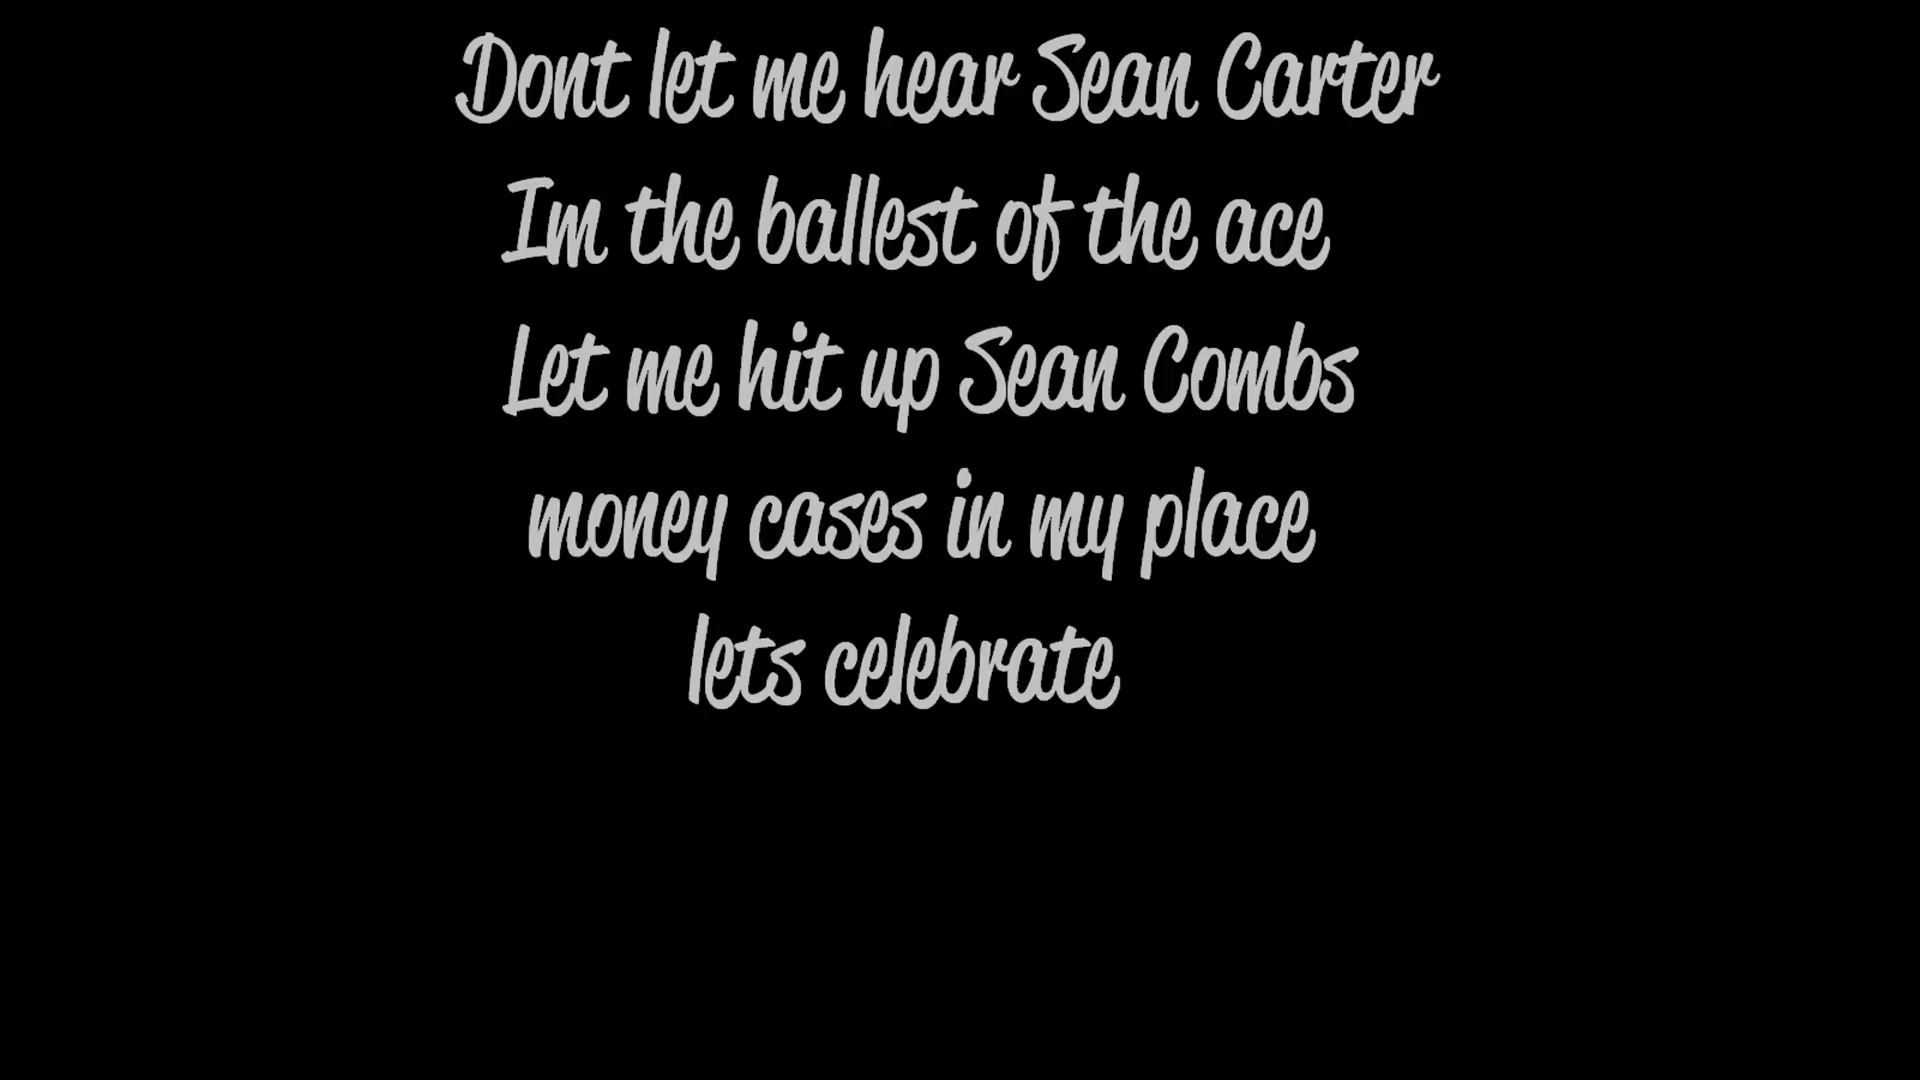 Dont let me hear Sean Carter
Im the ballest of the ace
Let me hit up Sean Combs
money cases in my place
lets celebrate